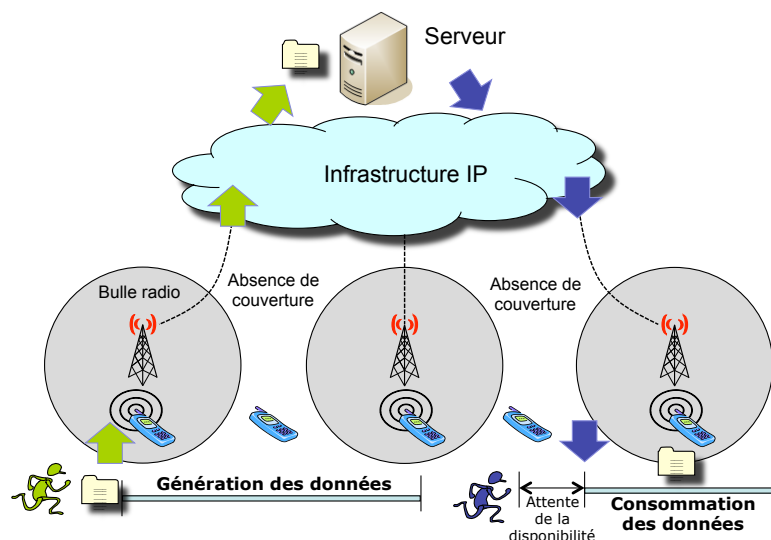 Serveur
Infrastructure IP
Bulle radio
Absence de
couverture
Absence de
couverture
Génération des données
Attente
de la
disponibilité
Consommation
des données